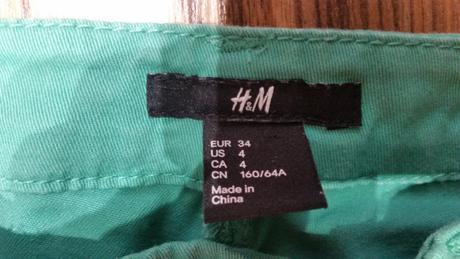 H&M
EUR 34
US 4
CA 4
CN 160/64A
Made in
China